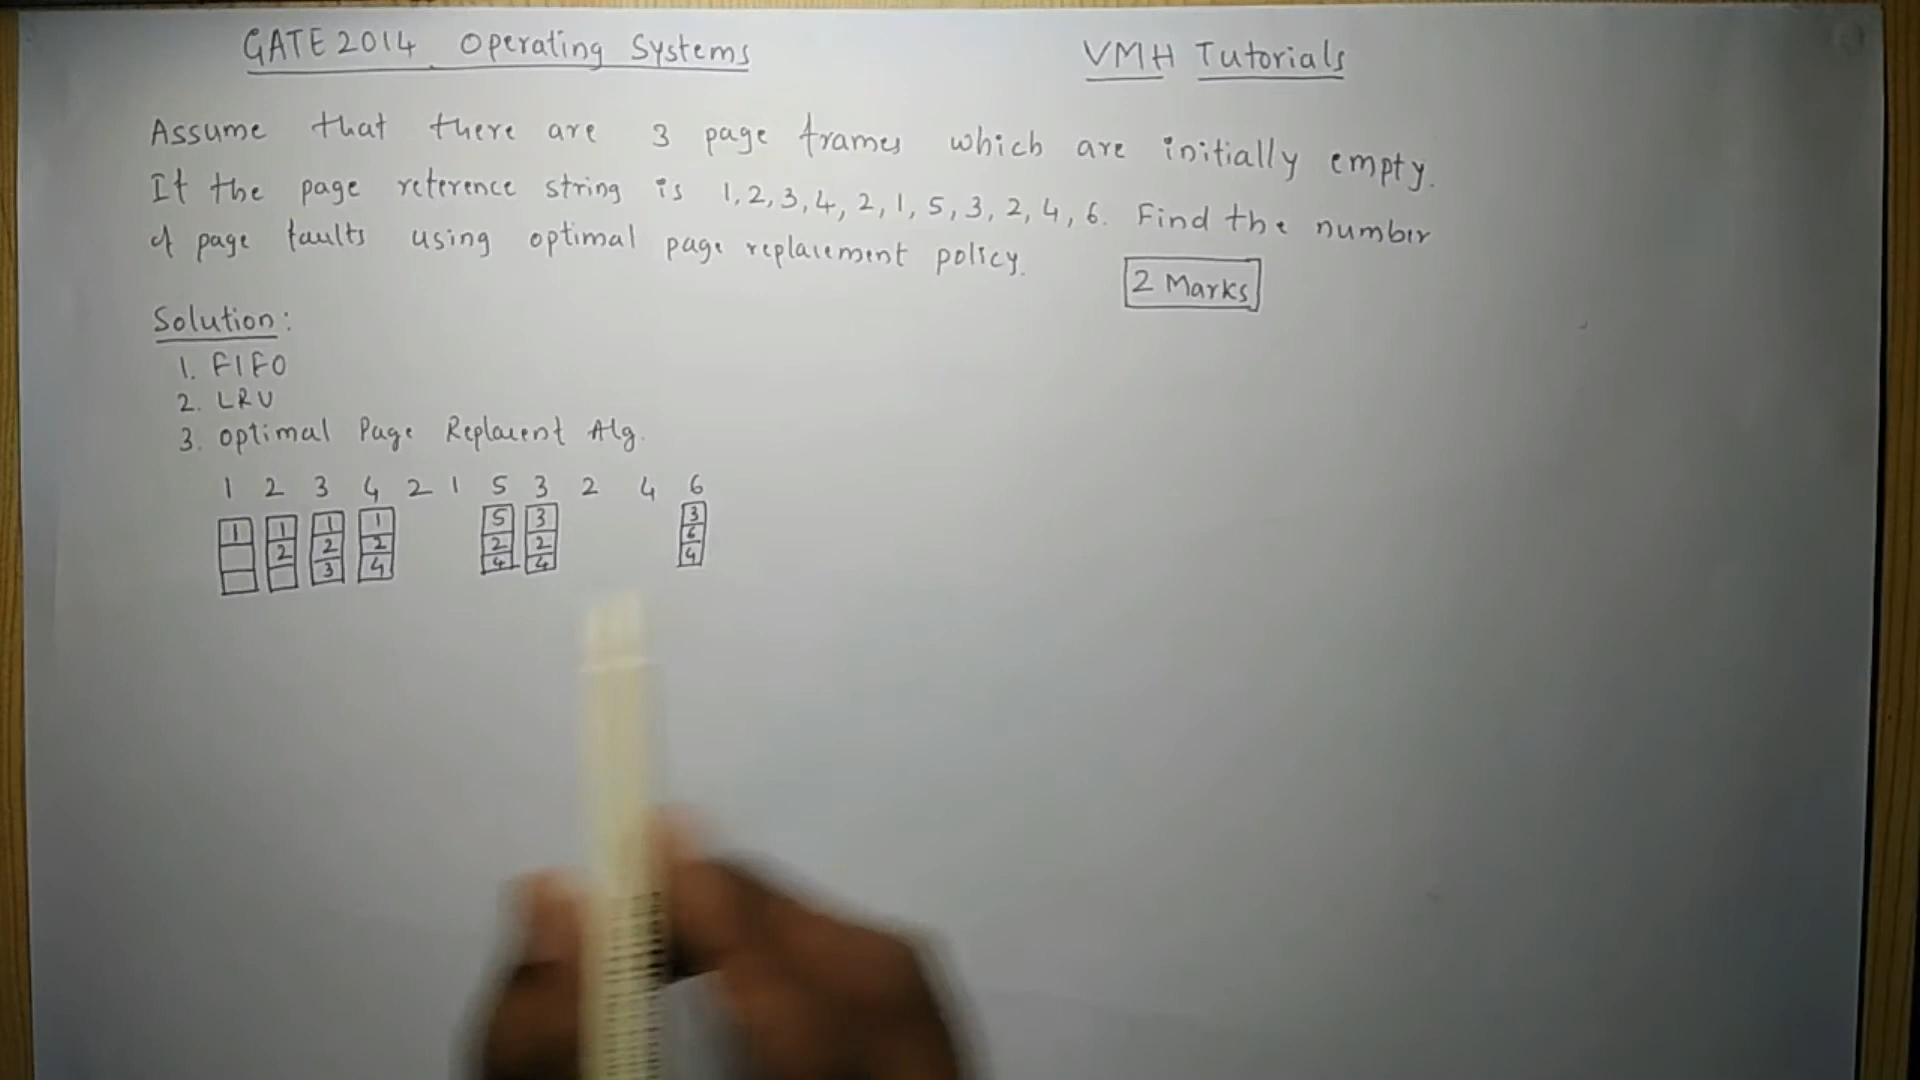 GATE 2014 Operating Systems
VMH Tutorials
Assume that there are 3 page frames which are initially empty.
If the page reference string is 1, 2, 3, 4, 2, 1, 5, 3, 2, 4, 6. Find the number
of page faults using optimal page replacement policy.
2 Marks
Solution:
1. FIFO
2. LRU
3. Optimal Page Replacent Alg.
1 2 3 4 2 1 5 3 2 4 6
1 1 1 1 5 3 3
2 2 2 2 2 6
3 4 4 4 4